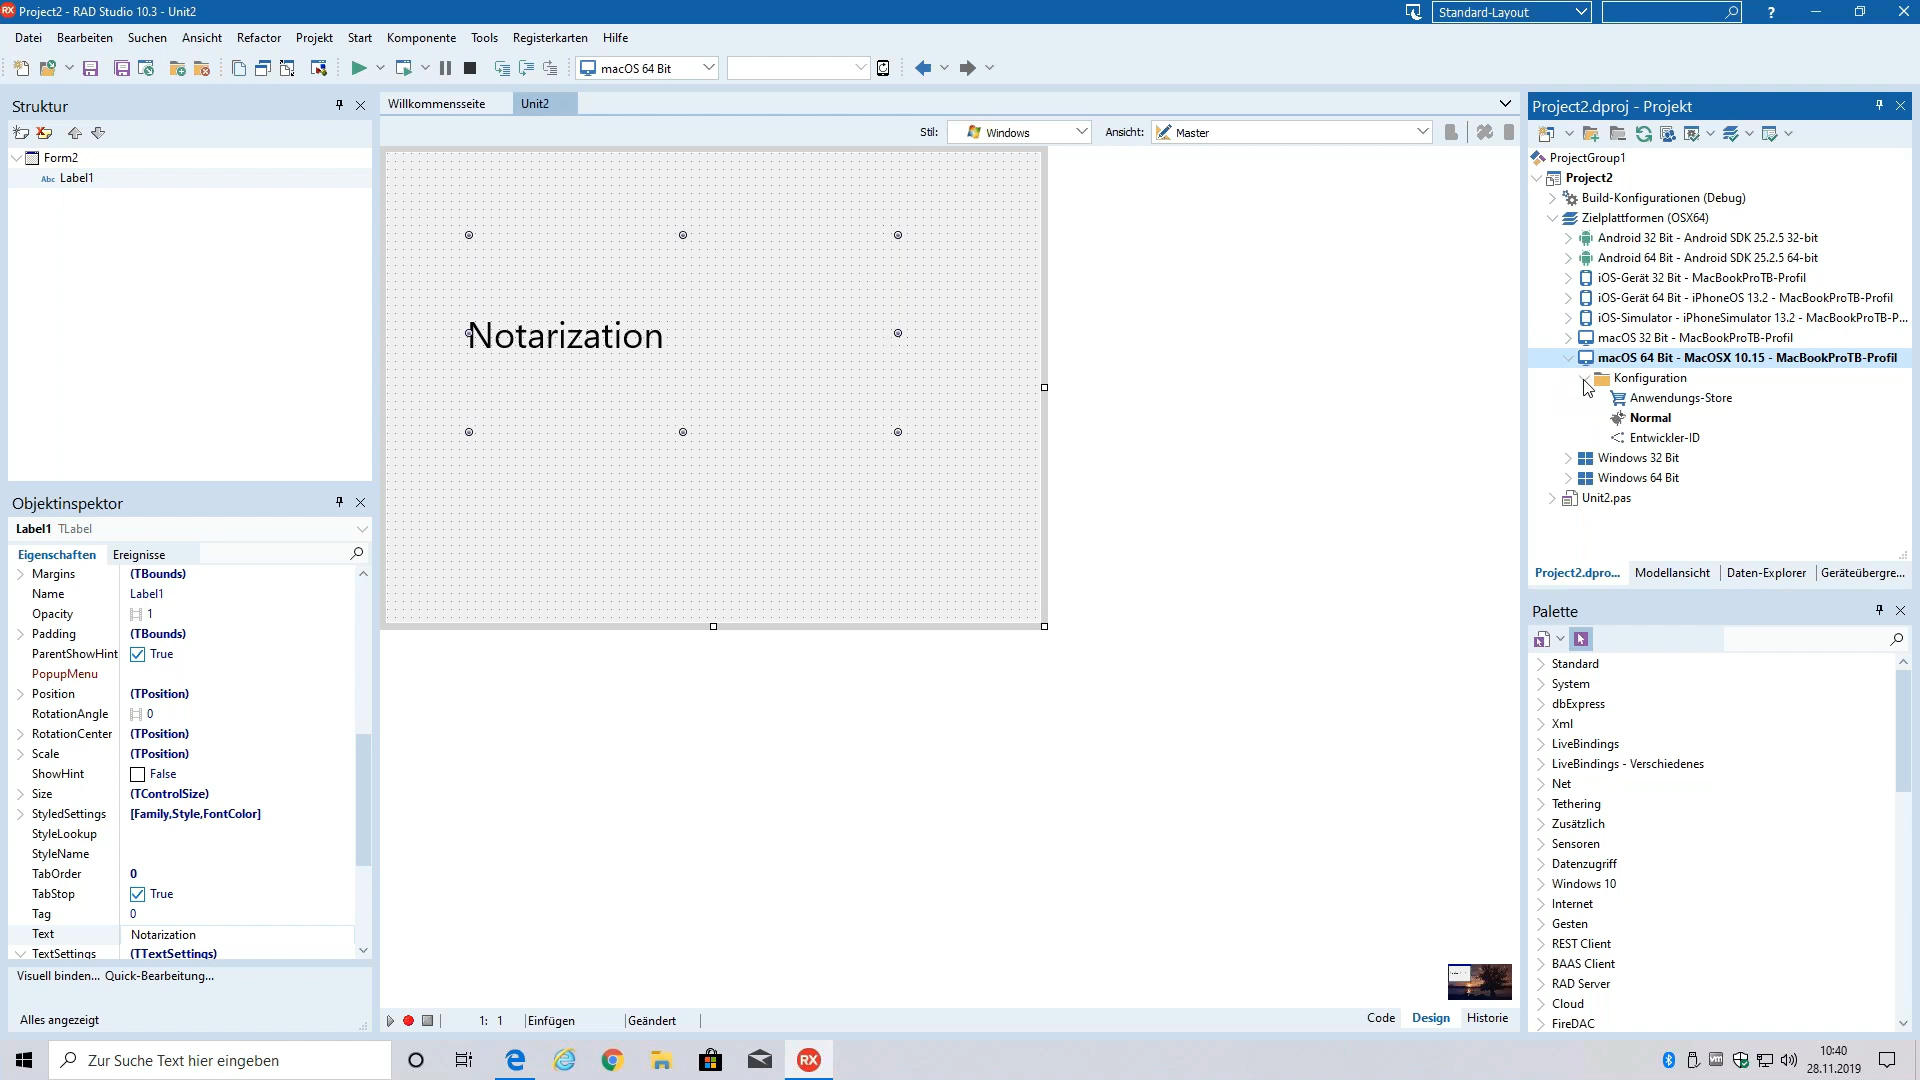 Project2 - RAD Studio 10.3 - Unit2
Standard-Layout
Datei Bearbeiten Suchen Ansicht Refactor Projekt Start Komponente Tools Registerkarten Hilfe
macOS 64 Bit
Struktur
Willkommensseite
Unit2
Stil:
Windows
Ansicht:
Master
Form2
Label1
Notarization
Objektinspektor
Label1 TLabel
Eigenschaften
Ereignisse
Margins (TBounds)
Name Label1
Opacity 1
Padding (TBounds)
ParentShowHint True
PopupMenu
Position (TPosition)
RotationAngle 0
RotationCenter (TPosition)
Scale (TPosition)
ShowHint False
Size (TControlSize)
StyledSettings [Family,Style,FontColor]
StyleLookup
StyleName
TabOrder 0
TabStop True
Tag 0
Text Notarization
TextSettings (TTextSettings)
Visuell binden... Quick-Bearbeitung...
Alles angezeigt
1: 1
Einfügen
Geändert
Code
Design
Historie
Project2.dproj - Projekt
ProjectGroup1
Project2
Build-Konfigurationen (Debug)
Zielplattformen (OSX64)
Android 32 Bit - Android SDK 25.2.5 32-bit
Android 64 Bit - Android SDK 25.2.5 64-bit
iOS-Gerät 32 Bit - MacBookProTB-Profil
iOS-Gerät 64 Bit - iPhoneOS 13.2 - MacBookProTB-Profil
iOS-Simulator - iPhoneSimulator 13.2 - MacBookProTB-P...
macOS 32 Bit - MacBookProTB-Profil
macOS 64 Bit - MacOSX 10.15 - MacBookProTB-Profil
Konfiguration
Anwendungs-Store
Normal
Entwickler-ID
Windows 32 Bit
Windows 64 Bit
Unit2.pas
Project2.dpro...
Modellansicht
Daten-Explorer
Geräteübergre...
Palette
Standard
System
dbExpress
Xml
LiveBindings
LiveBindings - Verschiedenes
Net
Tethering
Zusätzlich
Sensoren
Datenzugriff
Windows 10
Internet
Gesten
REST Client
BAAS Client
RAD Server
Cloud
FireDAC
Zur Suche Text hier eingeben
10:40
28.11.2019